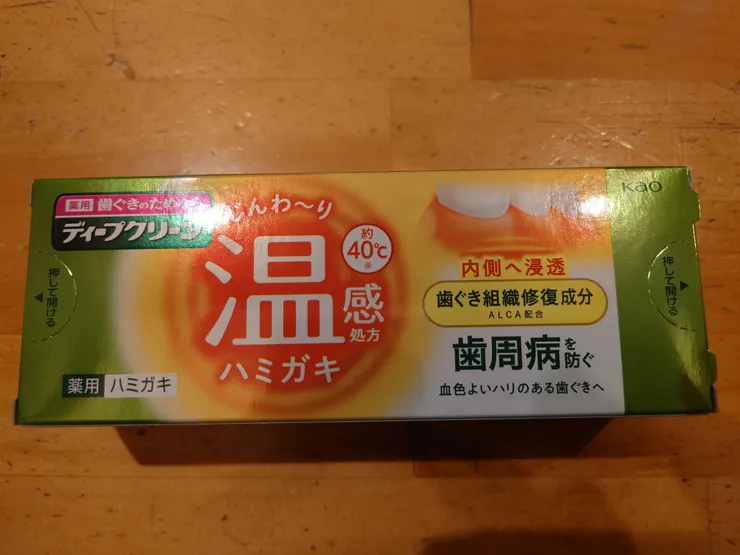 薬用 歯ぐきのための
ディープクリーン
じんわ〜り
約
40℃
※
温感
処方
ハミガキ
薬用 ハミガキ
押して開ける
Kao
内側へ浸透
歯ぐき組織修復成分
ALCA配合
歯周病を
防ぐ
血色よいハリのある歯ぐきへ
押して開ける